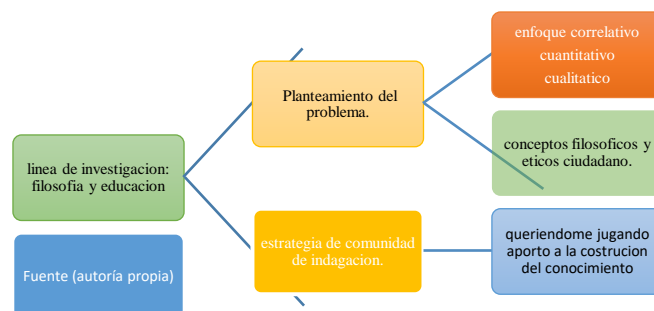 enfoque correlativo
cuantitativo
cualitatico
Planteamiento del
problema.
conceptos filosoficos y
eticos ciudadano.
linea de investigacion:
filosofia y educacion
estrategia de comunidad
de indagacion.
queriendome jugando
aporto a la costrucion
del conocimiento
Fuente (autoría propia)